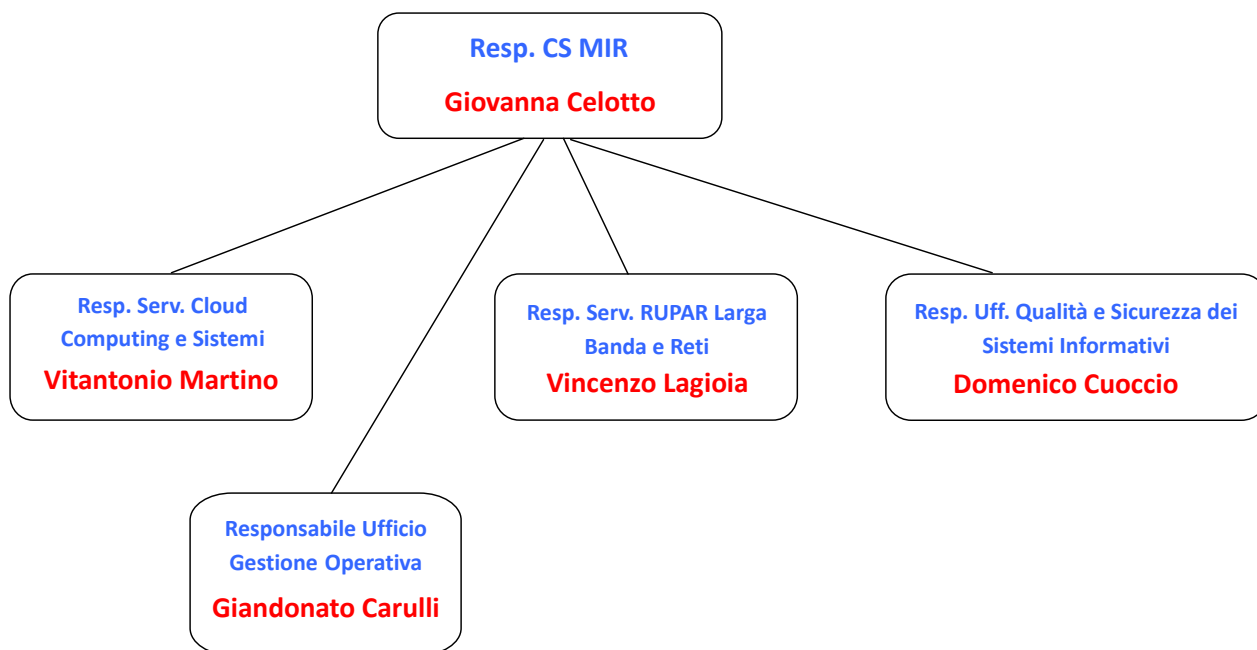 Resp. CS MIR
Giovanna Celotto
Resp. Serv. Cloud
Computing e Sistemi
Vitantonio Martino
Resp. Serv. RUPAR Larga
Banda e Reti
Vincenzo Lagioia
Resp. Uff. Qualità e Sicurezza dei
Sistemi Informativi
Domenico Cuoccio
Responsabile Ufficio
Gestione Operativa
Giandonato Carulli